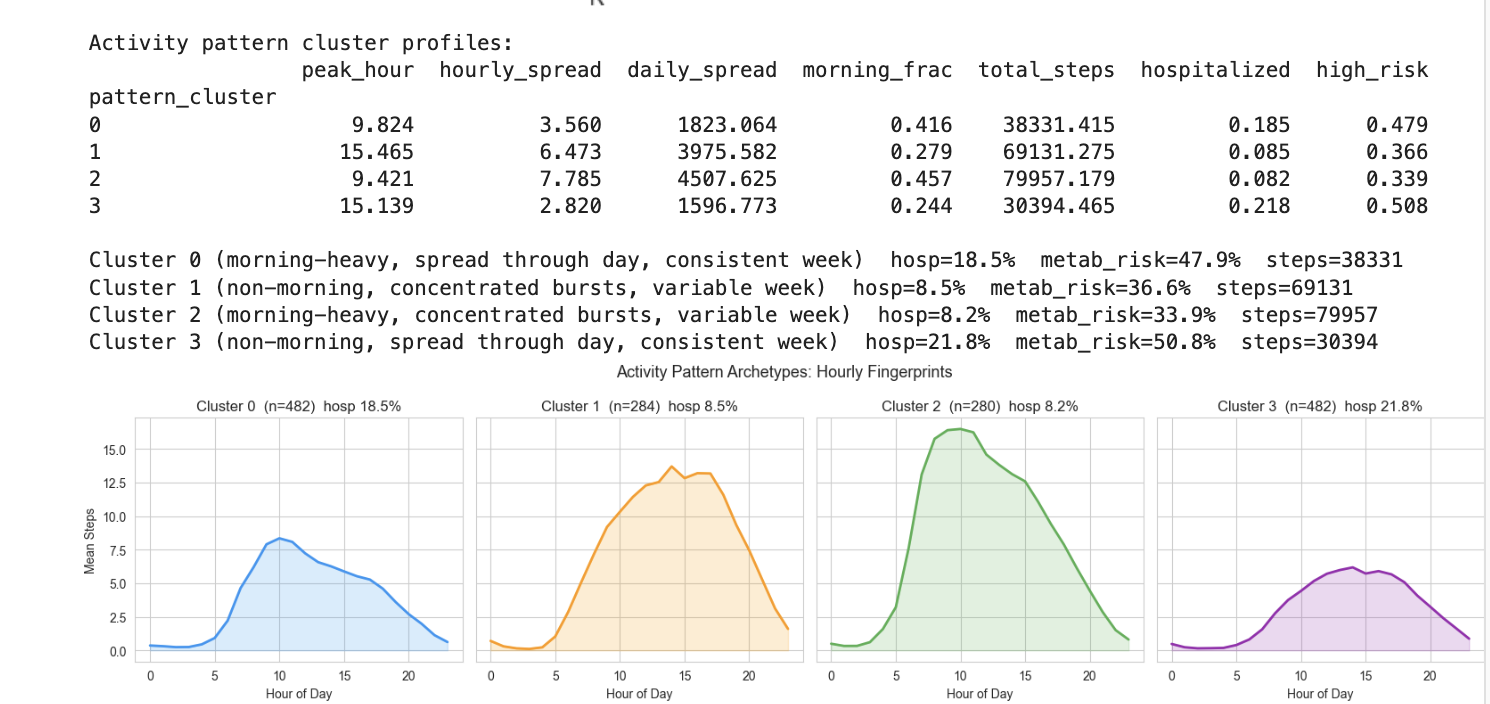 Activity pattern cluster profiles:
peak_hour hourly_spread daily_spread morning_frac total_steps hospitalized high_risk
pattern_cluster
0 9.824 3.560 1823.064 0.416 38331.415 0.185 0.479
1 15.465 6.473 3975.582 0.279 69131.275 0.085 0.366
2 9.421 7.785 4507.625 0.457 79957.179 0.082 0.339
3 15.139 2.820 1596.773 0.244 30394.465 0.218 0.508
Cluster 0 (morning-heavy, spread through day, consistent week) hosp=18.5% metab_risk=47.9% steps=38331
Cluster 1 (non-morning, concentrated bursts, variable week) hosp=8.5% metab_risk=36.6% steps=69131
Cluster 2 (morning-heavy, concentrated bursts, variable week) hosp=8.2% metab_risk=33.9% steps=79957
Cluster 3 (non-morning, spread through day, consistent week) hosp=21.8% metab_risk=50.8% steps=30394
Activity Pattern Archetypes: Hourly Fingerprints
Cluster 0 (n=482) hosp 18.5%
Cluster 1 (n=284) hosp 8.5%
Cluster 2 (n=280) hosp 8.2%
Cluster 3 (n=482) hosp 21.8%
Mean Steps
15.0
12.5
10.0
7.5
5.0
2.5
0.0
0 5 10 15 20
0 5 10 15 20
0 5 10 15 20
0 5 10 15 20
Hour of Day
Hour of Day
Hour of Day
Hour of Day